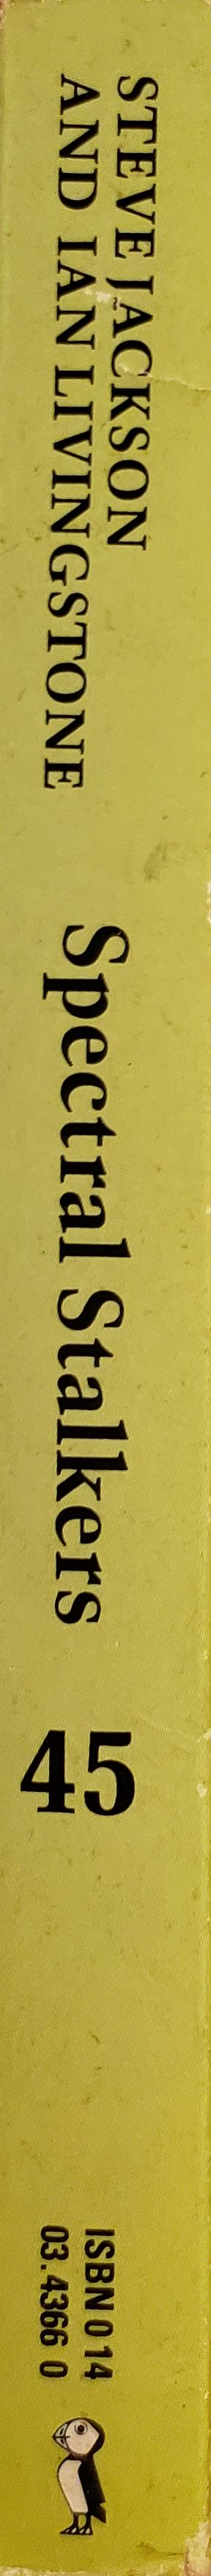 STEVE JACKSON
AND IAN LIVINGSTONE
Spectral Stalkers
45
ISBN 0 14
03.4366 0